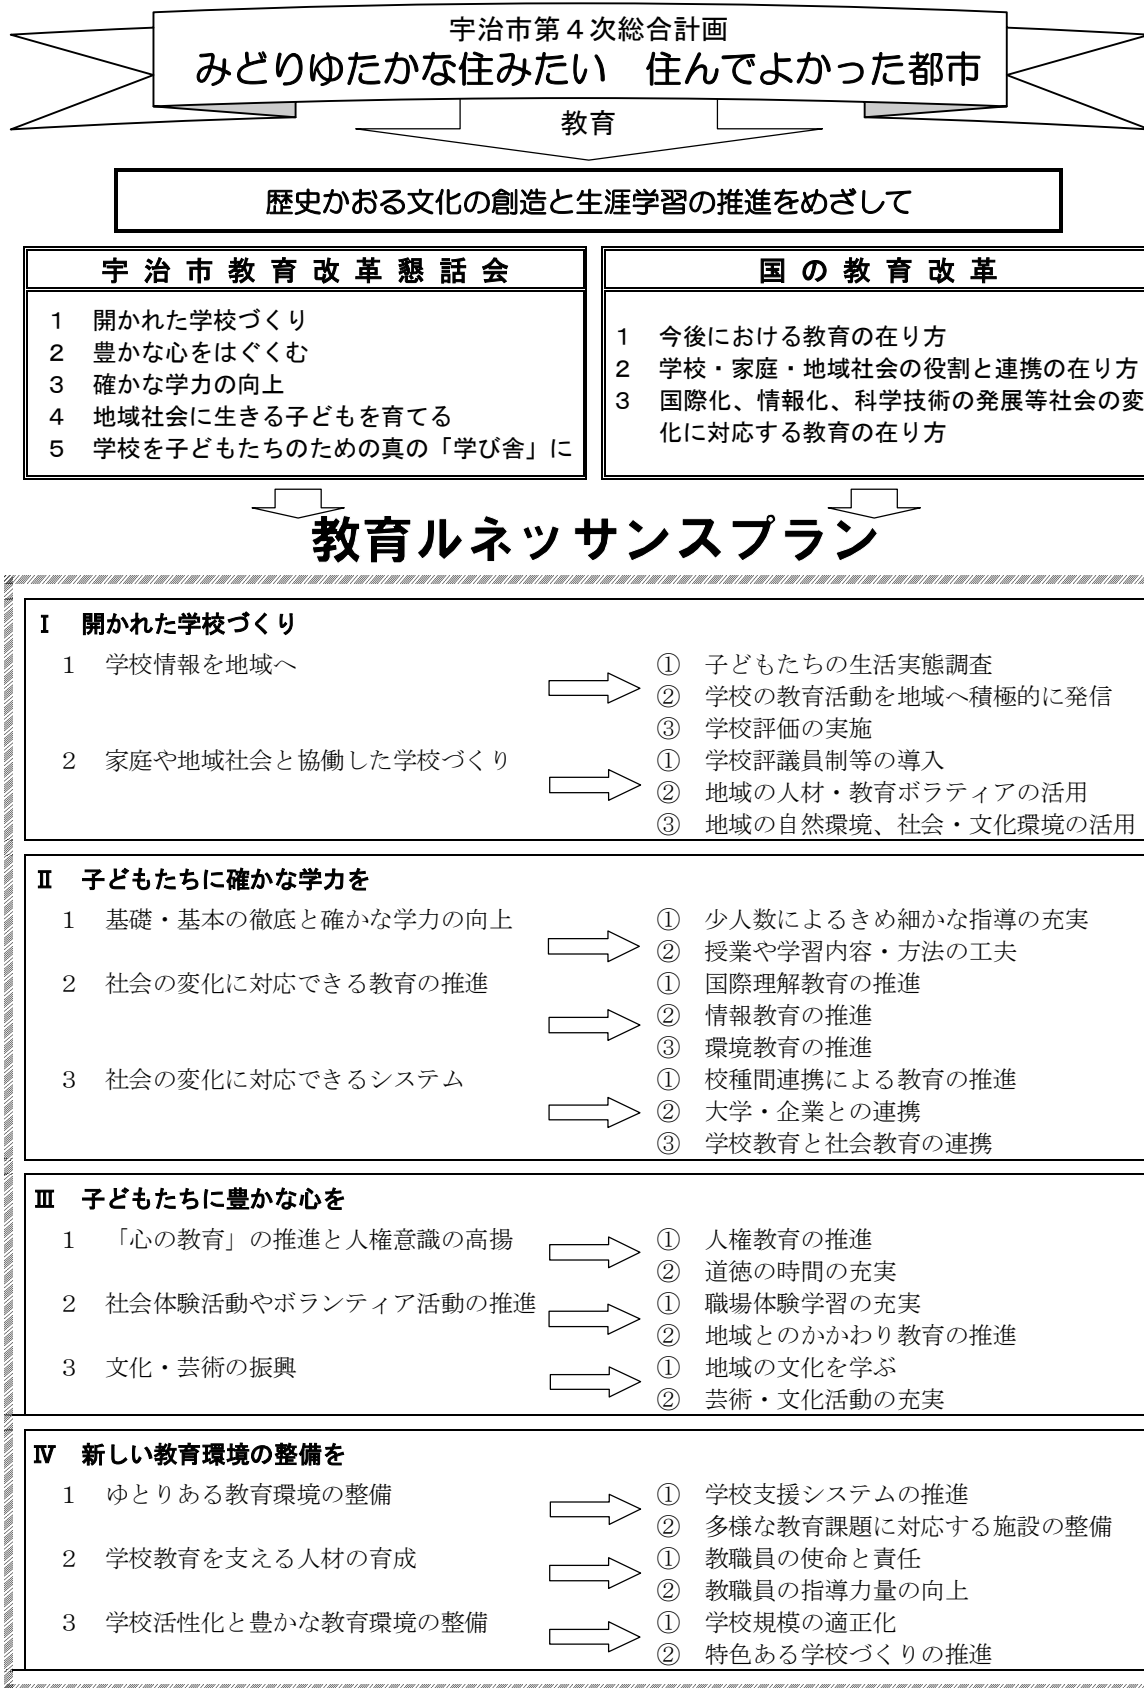 宇治市第４次総合計画
みどりゆたかな住みたい　住んでよかった都市
教育
歴史かおる文化の創造と生涯学習の推進をめざして
宇治市教育改革懇話会
１　開かれた学校づくり
２　豊かな心をはぐくむ
３　確かな学力の向上
４　地域社会に生きる子どもを育てる
５　学校を子どもたちのための真の「学び舎」に
国の教育改革
１　今後における教育の在り方
２　学校・家庭・地域社会の役割と連携の在り方
３　国際化、情報化、科学技術の発展等社会の変
化に対応する教育の在り方
教育ルネッサンスプラン
Ⅰ　開かれた学校づくり
１　学校情報を地域へ
①　子どもたちの生活実態調査
②　学校の教育活動を地域へ積極的に発信
③　学校評価の実施
２　家庭や地域社会と協働した学校づくり
①　学校評議員制等の導入
②　地域の人材・教育ボラティアの活用
③　地域の自然環境、社会・文化環境の活用
Ⅱ　子どもたちに確かな学力を
１　基礎・基本の徹底と確かな学力の向上
①　少人数によるきめ細かな指導の充実
②　授業や学習内容・方法の工夫
２　社会の変化に対応できる教育の推進
①　国際理解教育の推進
②　情報教育の推進
③　環境教育の推進
３　社会の変化に対応できるシステム
①　校種間連携による教育の推進
②　大学・企業との連携
③　学校教育と社会教育の連携
Ⅲ　子どもたちに豊かな心を
１　「心の教育」の推進と人権意識の高揚
①　人権教育の推進
②　道徳の時間の充実
２　社会体験活動やボランティア活動の推進
①　職場体験学習の充実
②　地域とのかかわり教育の推進
３　文化・芸術の振興
①　地域の文化を学ぶ
②　芸術・文化活動の充実
Ⅳ　新しい教育環境の整備を
１　ゆとりある教育環境の整備
①　学校支援システムの推進
②　多様な教育課題に対応する施設の整備
２　学校教育を支える人材の育成
①　教職員の使命と責任
②　教職員の指導力量の向上
３　学校活性化と豊かな教育環境の整備
①　学校規模の適正化
②　特色ある学校づくりの推進